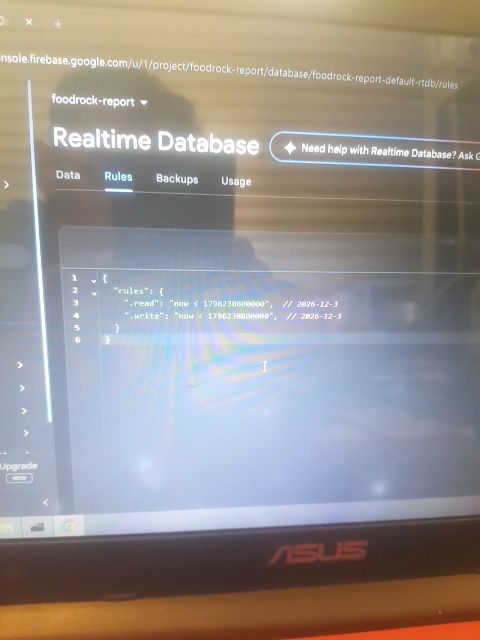 nsole.firebase.google.com/u/1/project/foodrock-report/database/foodrock-report-default-rtdb/rules
foodrock-report
Realtime Database
Need help with Realtime Database? Ask G
Data Rules Backups Usage
1 {
2 "rules": {
3 ".read": "now < 1796230800000", // 2026-12-3
4 ".write": "now < 1796230800000", // 2026-12-3
5 }
6 }
Upgrade
NEW
ASUS